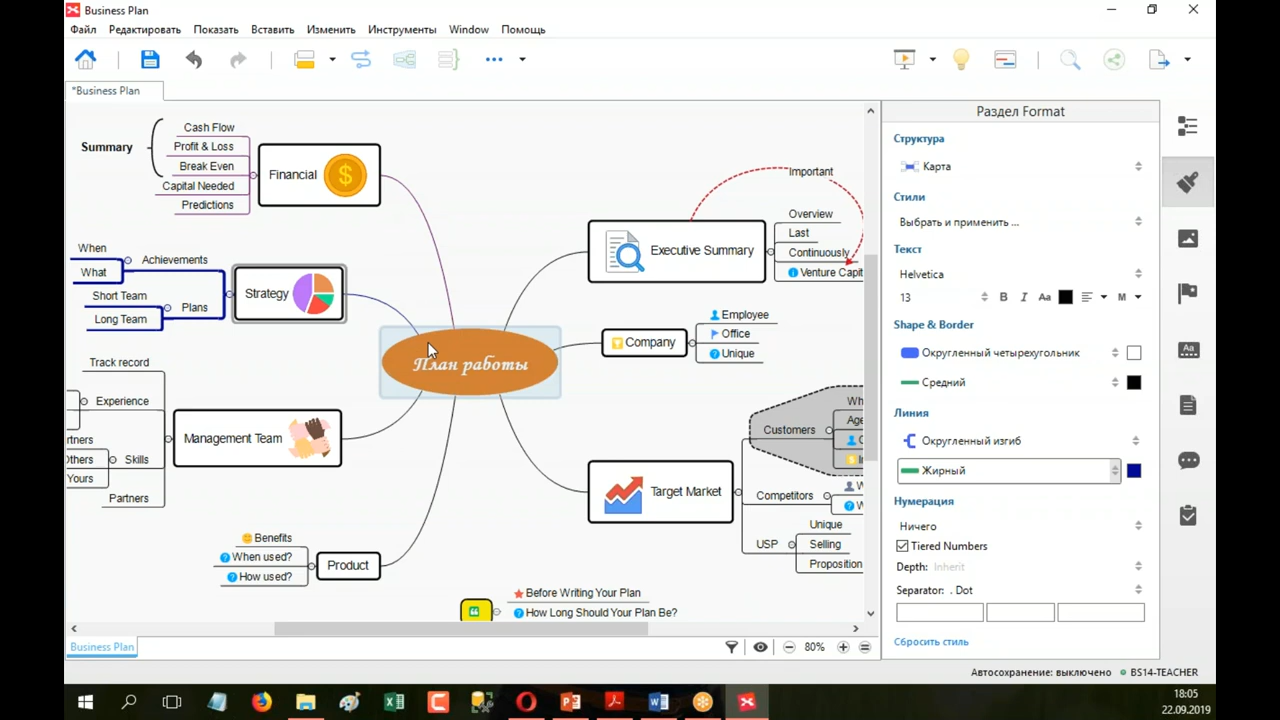 Business Plan
Файл Редактировать Показать Вставить Изменить Инструменты Window Помощь
*Business Plan
Summary
Cash Flow
Profit & Loss
Break Even
Capital Needed
Predictions
Financial
When
What
Achievements
Short Team
Long Team
Plans
Strategy
Track record
Experience
Skills
Yours
Partners
Management Team
Benefits
When used?
How used?
Product
План работы
Important
Executive Summary
Overview
Last
Continuously
Venture Capit
Company
Employee
Office
Unique
Target Market
Customers
Competitors
USP
Unique
Selling
Proposition
Before Writing Your Plan
How Long Should Your Plan Be?
Business Plan
80%
Раздел Format
Структура
Карта
Стили
Выбрать и применить ...
Текст
Helvetica
13 B I Aa M
Shape & Border
Округленный четырехугольник
Средний
Линия
Округленный изгиб
Жирный
Нумерация
Ничего
Tiered Numbers
Depth: Inherit
Separator: . Dot
Сбросить стиль
Автосохранение: выключено BS14-TEACHER
18:05
22.09.2019